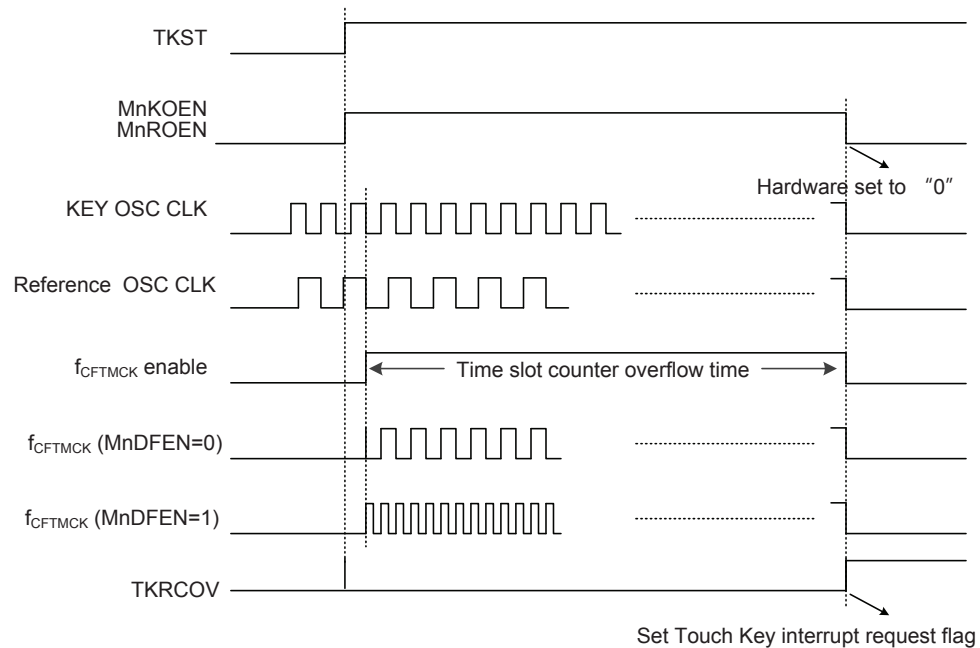 TKST
MnKOEN
MnROEN
Hardware set to “0”
KEY OSC CLK
Reference OSC CLK
fCFTMCK enable
Time slot counter overflow time
fCFTMCK (MnDFEN=0)
fCFTMCK (MnDFEN=1)
TKRCOV
Set Touch Key interrupt request flag